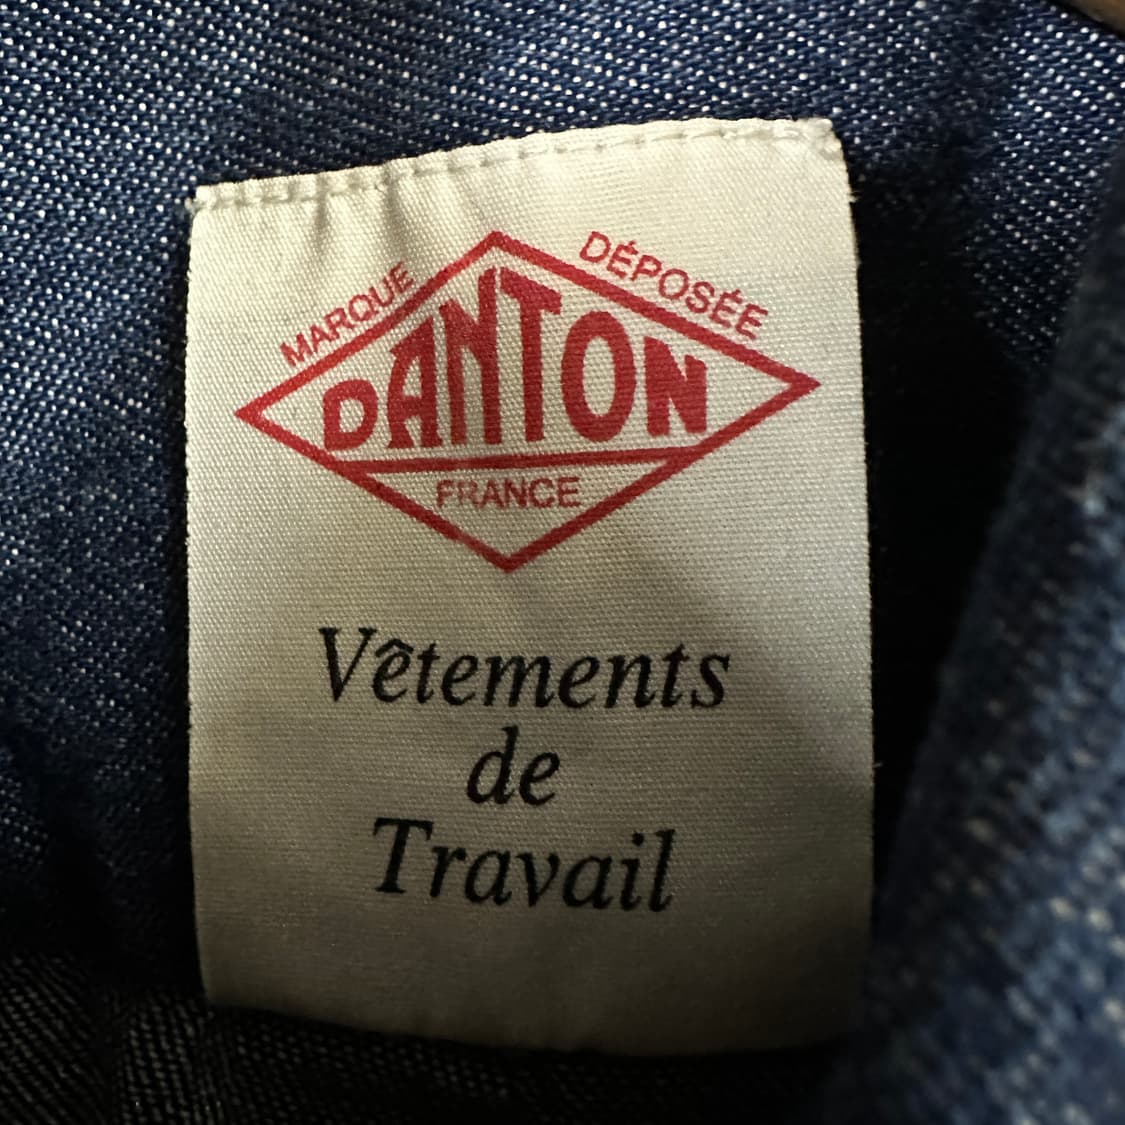 MARQUE DÉPOSÉE
DANTON
FRANCE
Vêtements
de
Travail